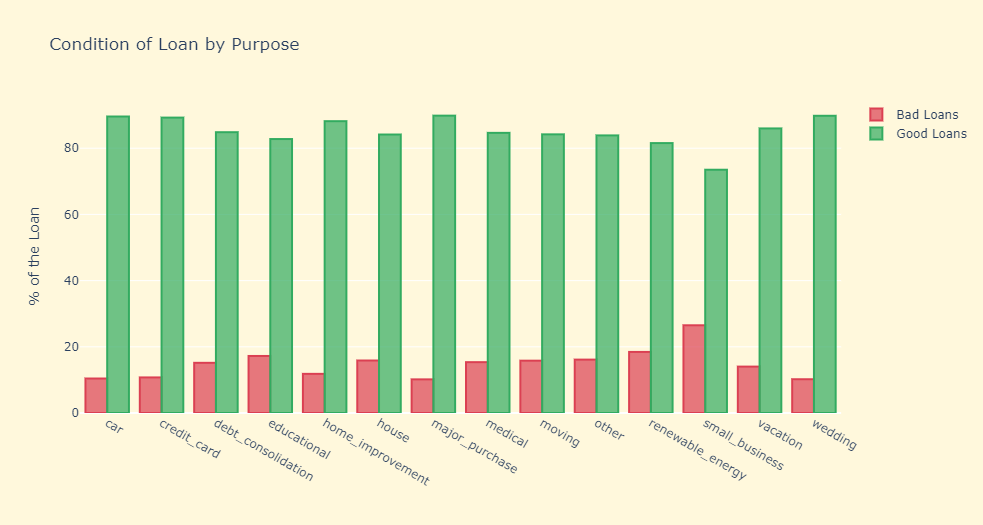 Condition of Loan by Purpose
Bad Loans
Good Loans
% of the Loan
80
60
40
20
0
car
credit_card
debt_consolidation
educational
home_improvement
house
major_purchase
medical
moving
other
renewable_energy
small_business
vacation
wedding